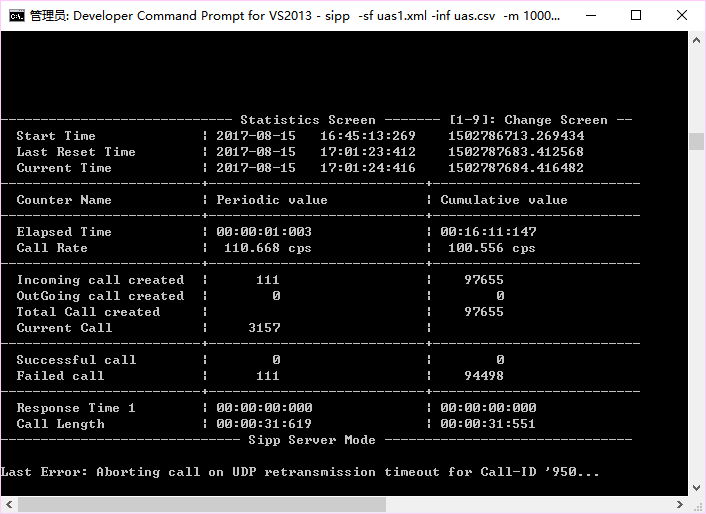 管理员: Developer Command Prompt for VS2013 - sipp  -sf uas1.xml -inf uas.csv  -m 1000...
----------------------------- Statistics Screen ------- [1-9]: Change Screen --
  Start Time             | 2017-08-15   16:45:13:269    1502786713.269434
  Last Reset Time        | 2017-08-15   17:01:23:412    1502787683.412568
  Current Time           | 2017-08-15   17:01:24:416    1502787684.416482
-------------------------+---------------------------+--------------------------
  Counter Name           | Periodic value            | Cumulative value
-------------------------+---------------------------+--------------------------
  Elapsed Time           | 00:00:01:003              | 00:16:11:147
  Call Rate              |  110.668 cps              |  100.556 cps
-------------------------+---------------------------+--------------------------
  Incoming call created  |      111                  |    97655
  OutGoing call created  |        0                  |        0
  Total Call created     |                           |    97655
  Current Call           |     3157                  |
-------------------------+---------------------------+--------------------------
  Successful call        |        0                  |        0
  Failed call            |      111                  |    94498
-------------------------+---------------------------+--------------------------
  Response Time 1        | 00:00:00:000              | 00:00:00:000
  Call Length            | 00:00:31:619              | 00:00:31:551
------------------------------ Sipp Server Mode -------------------------------
Last Error: Aborting call on UDP retransmission timeout for Call-ID '950...